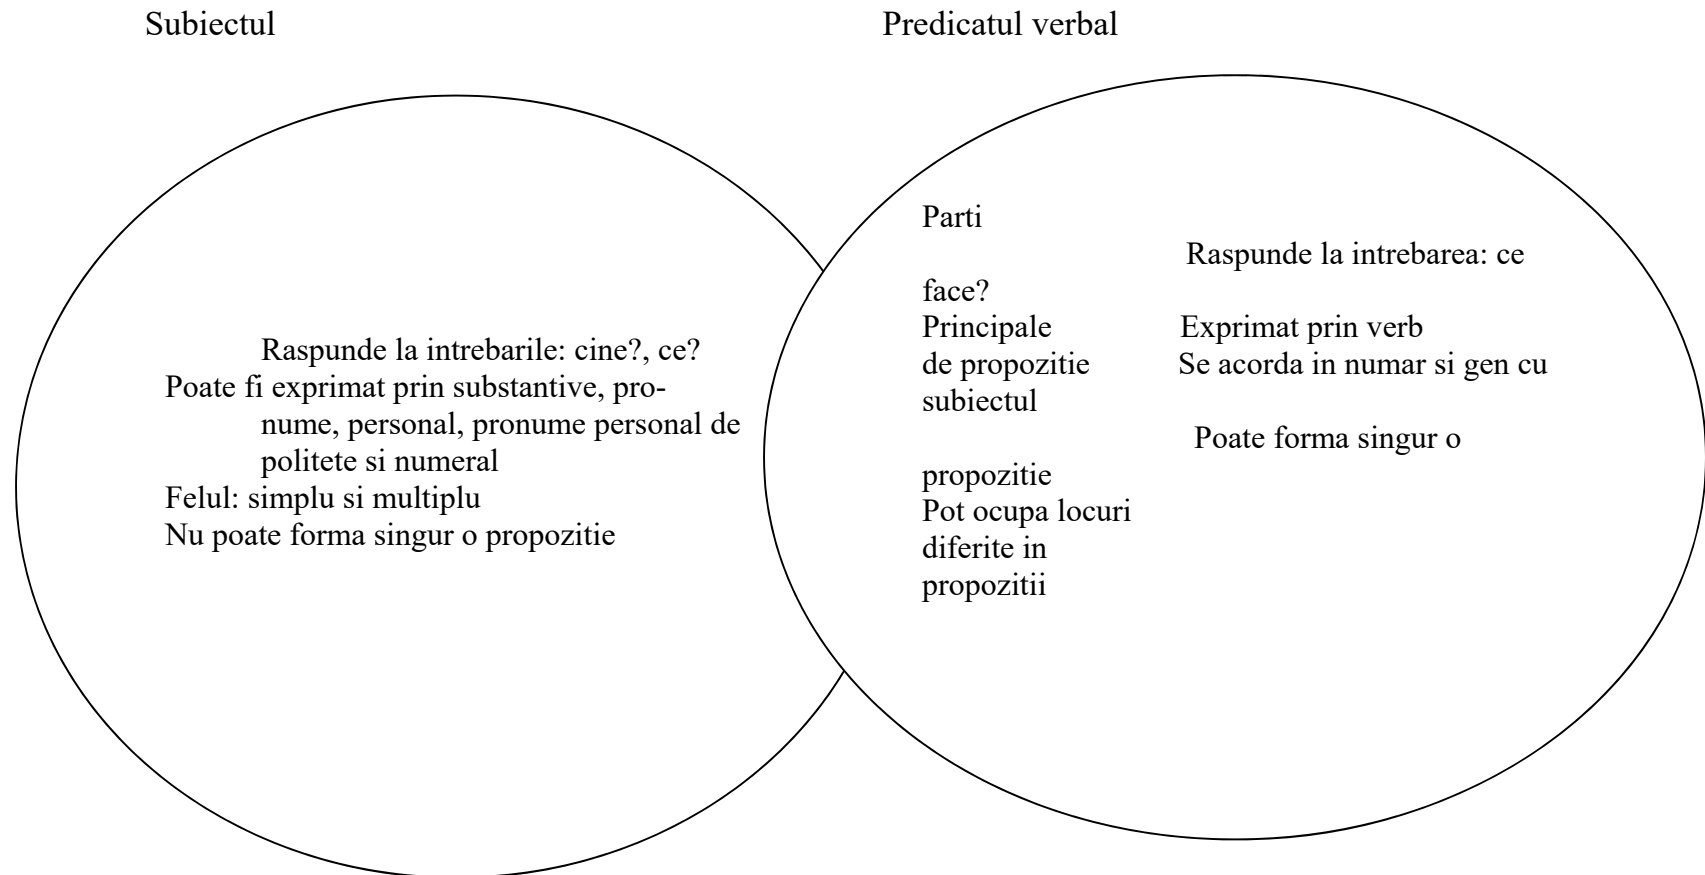 Subiectul
Predicatul verbal
Raspunde la intrebarile: cine?, ce?
Poate fi exprimat prin substantive, pro-
nume, personal, pronume personal de
politete si numeral
Felul: simplu si multiplu
Nu poate forma singur o propozitie
Parti
Raspunde la intrebarea: ce
face?
Principale Exprimat prin verb
de propozitie Se acorda in numar si gen cu
subiectul
Poate forma singur o
propozitie
Pot ocupa locuri
diferite in
propozitii